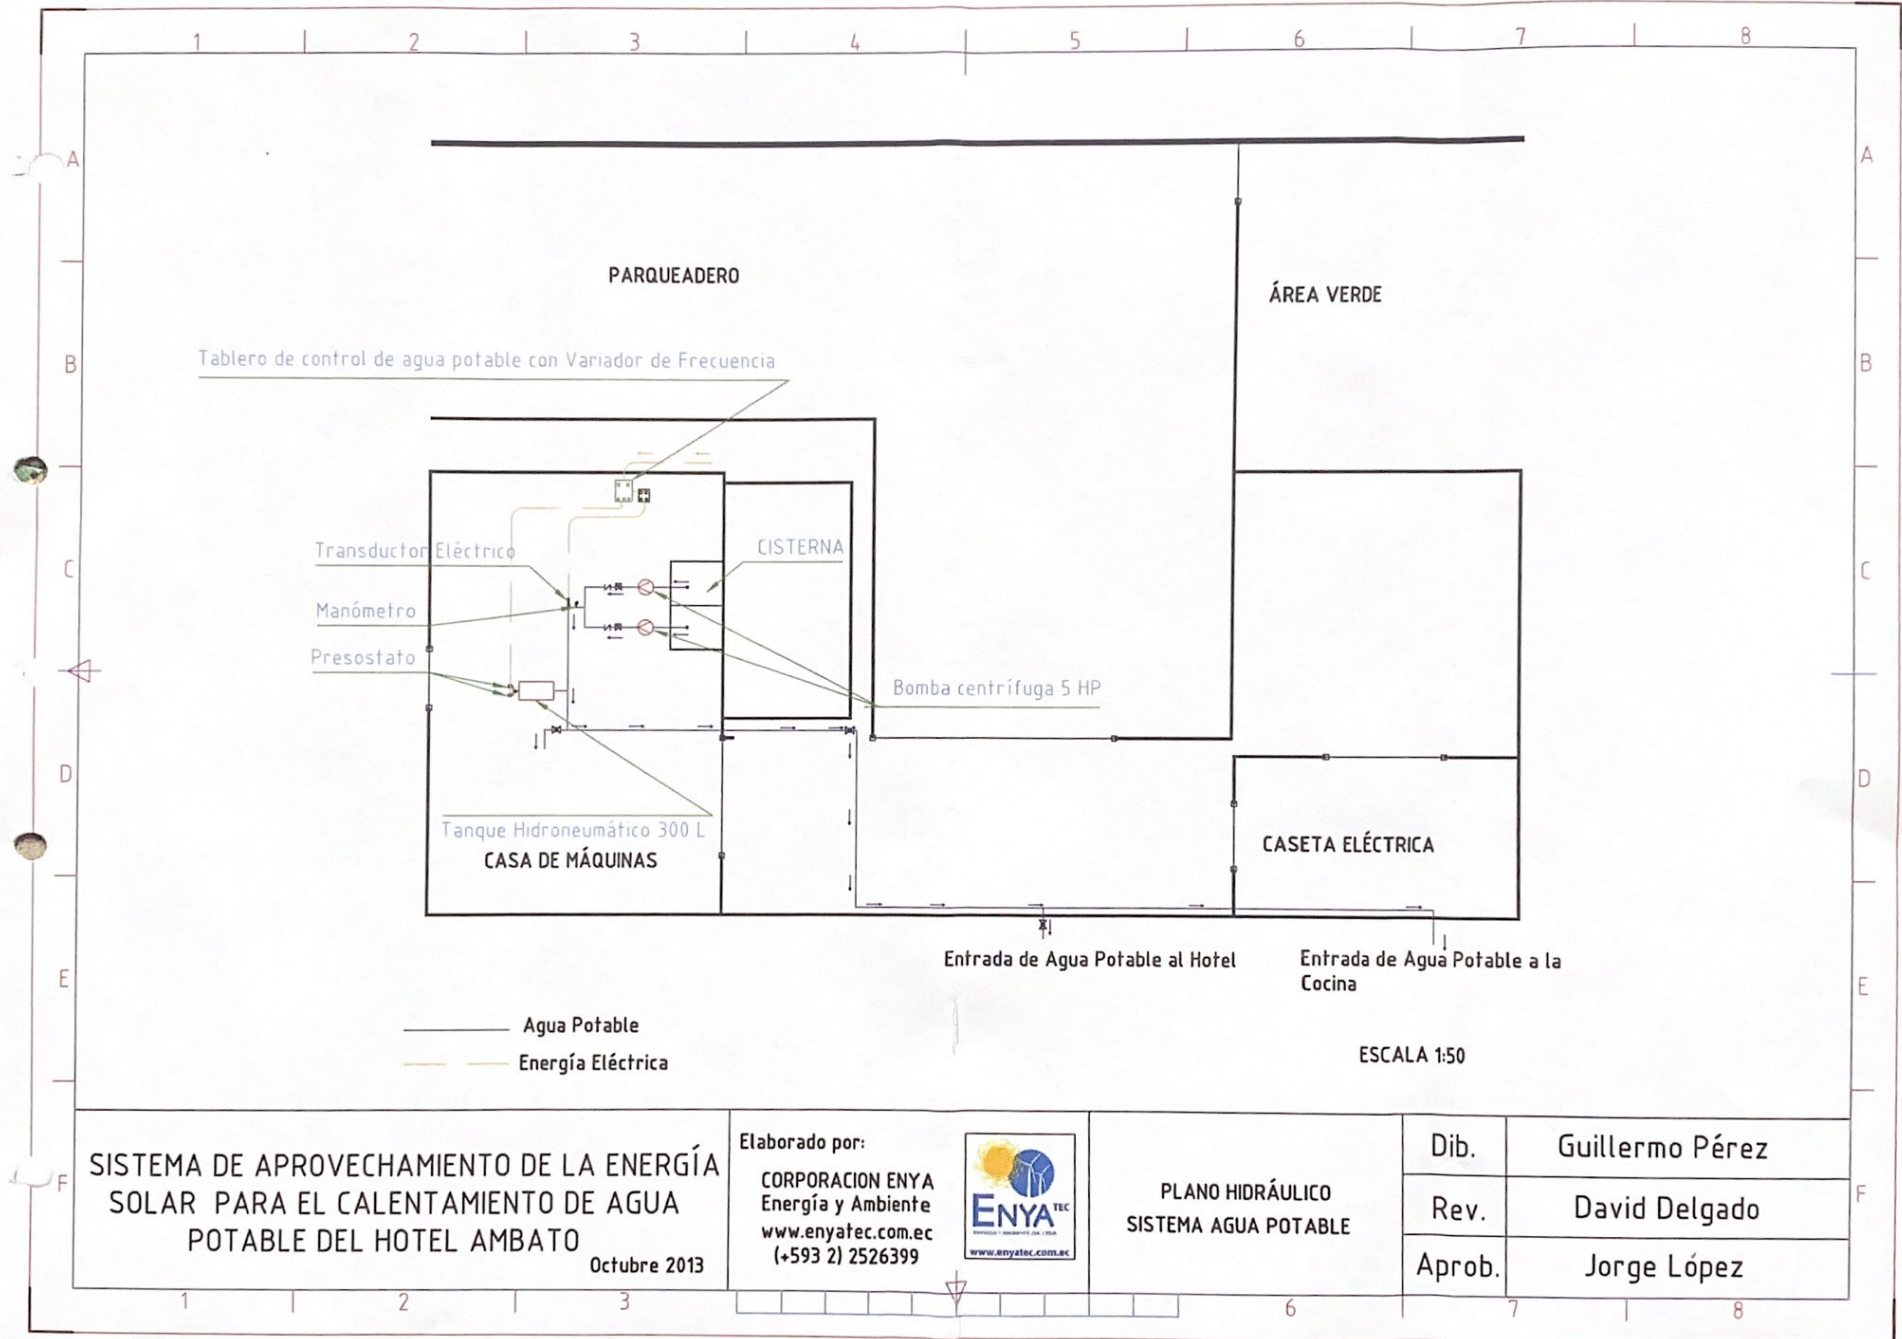 1 2 3 4 5 6 7 8
A A
PARQUEADERO
ÁREA VERDE
B B
Tablero de control de agua potable con Variador de Frecuencia
Transductor Eléctrico
CISTERNA
C C
Manómetro
Presostato
Bomba centrífuga 5 HP
D D
Tanque Hidroneumático 300 L
CASA DE MÁQUINAS
CASETA ELÉCTRICA
Entrada de Agua Potable al Hotel
Entrada de Agua Potable a la
Cocina
E E
Agua Potable
Energía Eléctrica
ESCALA 1:50
F F
SISTEMA DE APROVECHAMIENTO DE LA ENERGÍA
SOLAR PARA EL CALENTAMIENTO DE AGUA
POTABLE DEL HOTEL AMBATO
Octubre 2013
Elaborado por:
CORPORACION ENYA
Energía y Ambiente
www.enyatec.com.ec
(+593 2) 2526399
ENYA TEC
www.enyatec.com.ec
PLANO HIDRÁULICO
SISTEMA AGUA POTABLE
Dib. Guillermo Pérez
Rev. David Delgado
Aprob. Jorge López
1 2 3 6 7 8